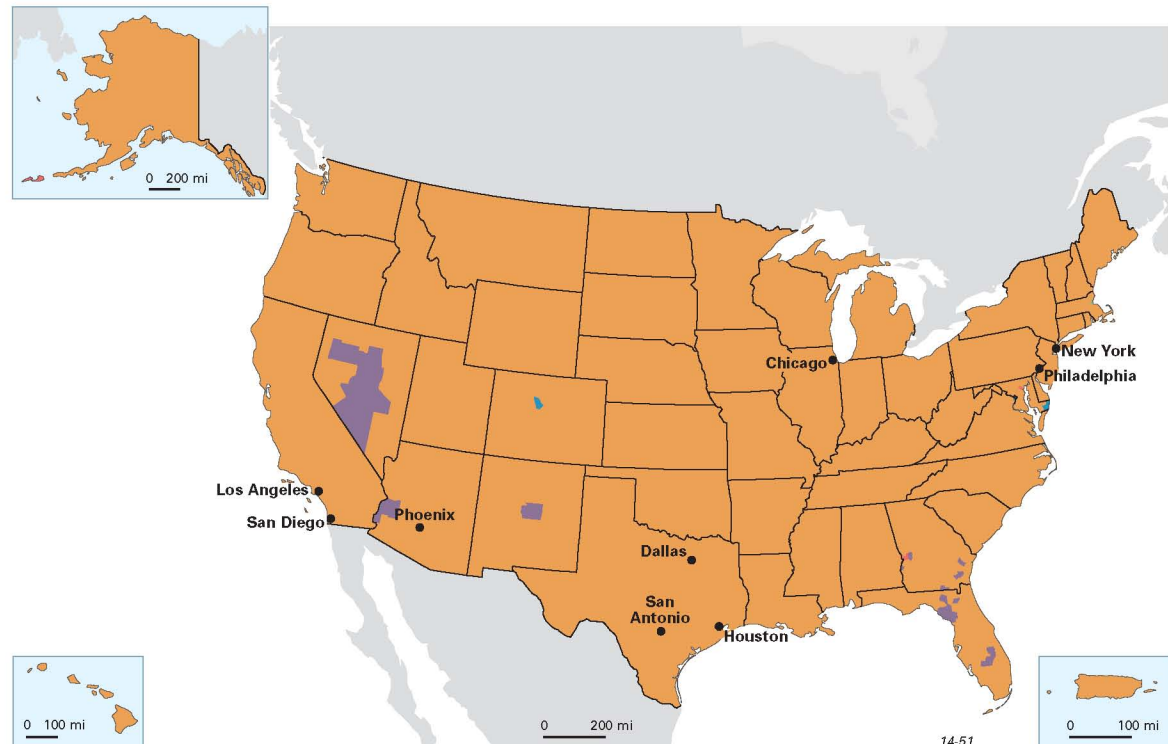 0 200 mi
New York
Chicago
Philadelphia
Los Angeles
San Diego
Phoenix
Dallas
San
Antonio
Houston
0 100 mi
0 200 mi
14-51
0 100 mi